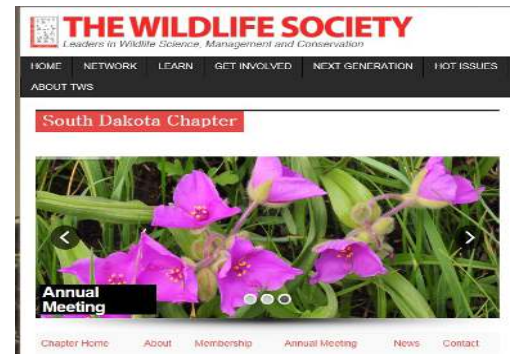 THE WILDLIFE SOCIETY
Leaders in Wildlife Science, Management and Conservation
HOME NETWORK LEARN GET INVOLVED NEXT GENERATION HOT ISSUES
ABOUT TWS
South Dakota Chapter
Annual
Meeting
Chapter Home About Membership Annual Meeting News Contact